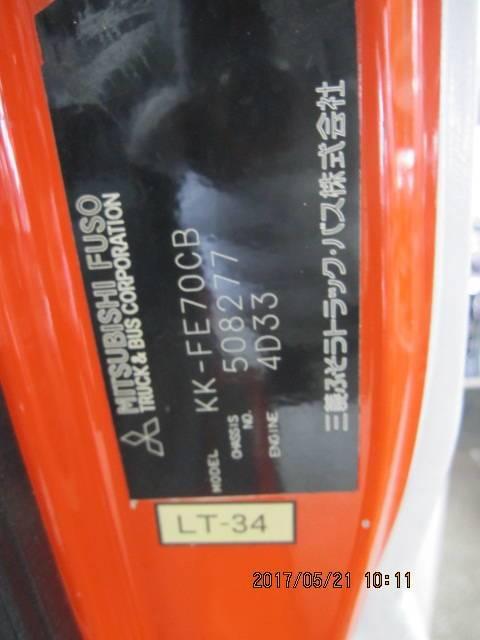 MITSUBISHI FUSO
TRUCK & BUS CORPORATION
MODEL KK-FE70CB
CHASSIS NO. 508277
ENGINE 4D33
三菱ふそうトラック・バス株式会社
LT-34
2017/05/21 10:11